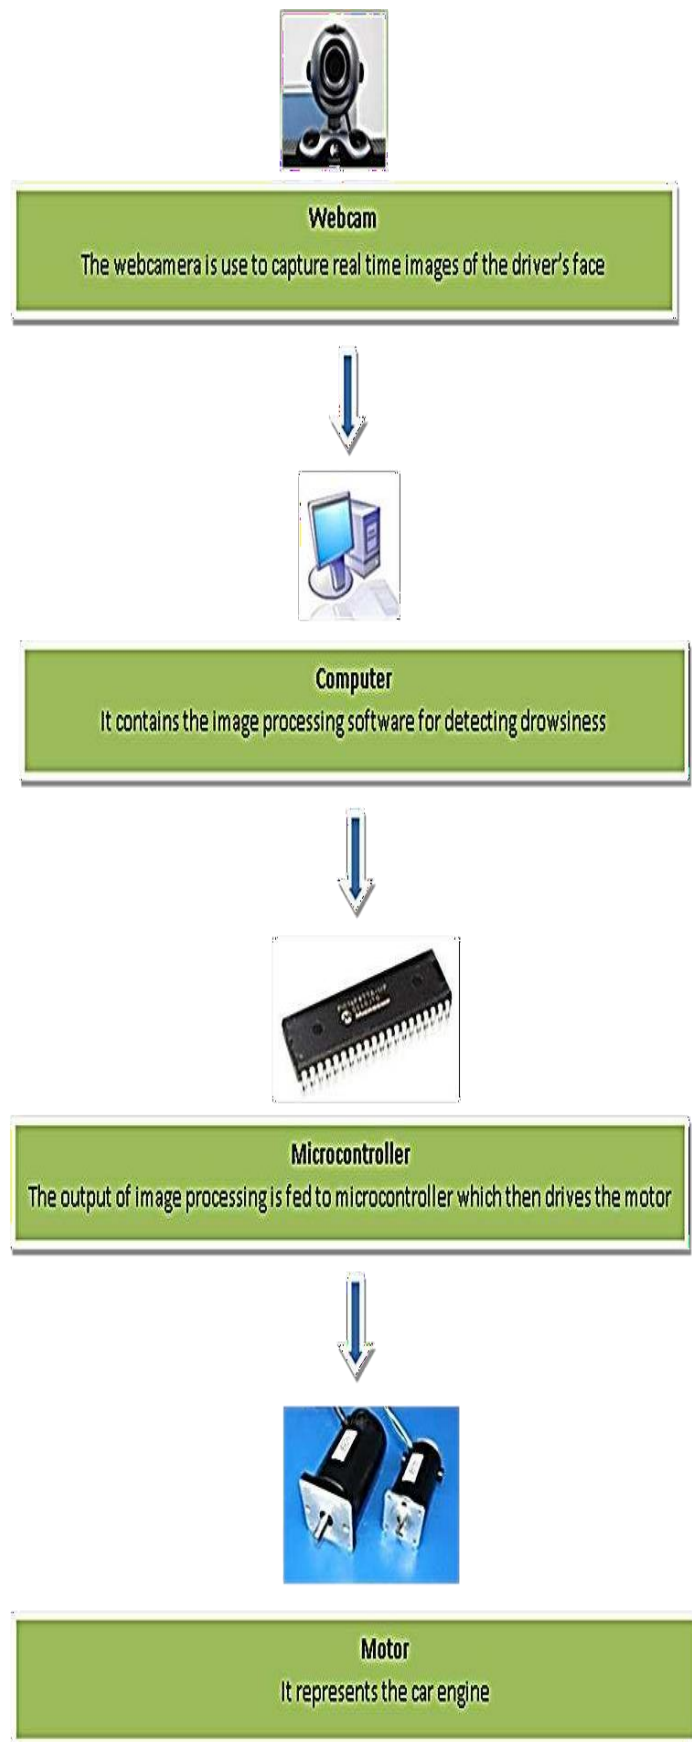 Webcam
The webcamera is use to capture real time images of the driver's face
Computer
It contains the image processing software for detecting drowsiness
Microcontroller
The output of image processing is fed to microcontroller which then drives the motor
Motor
It represents the car engine